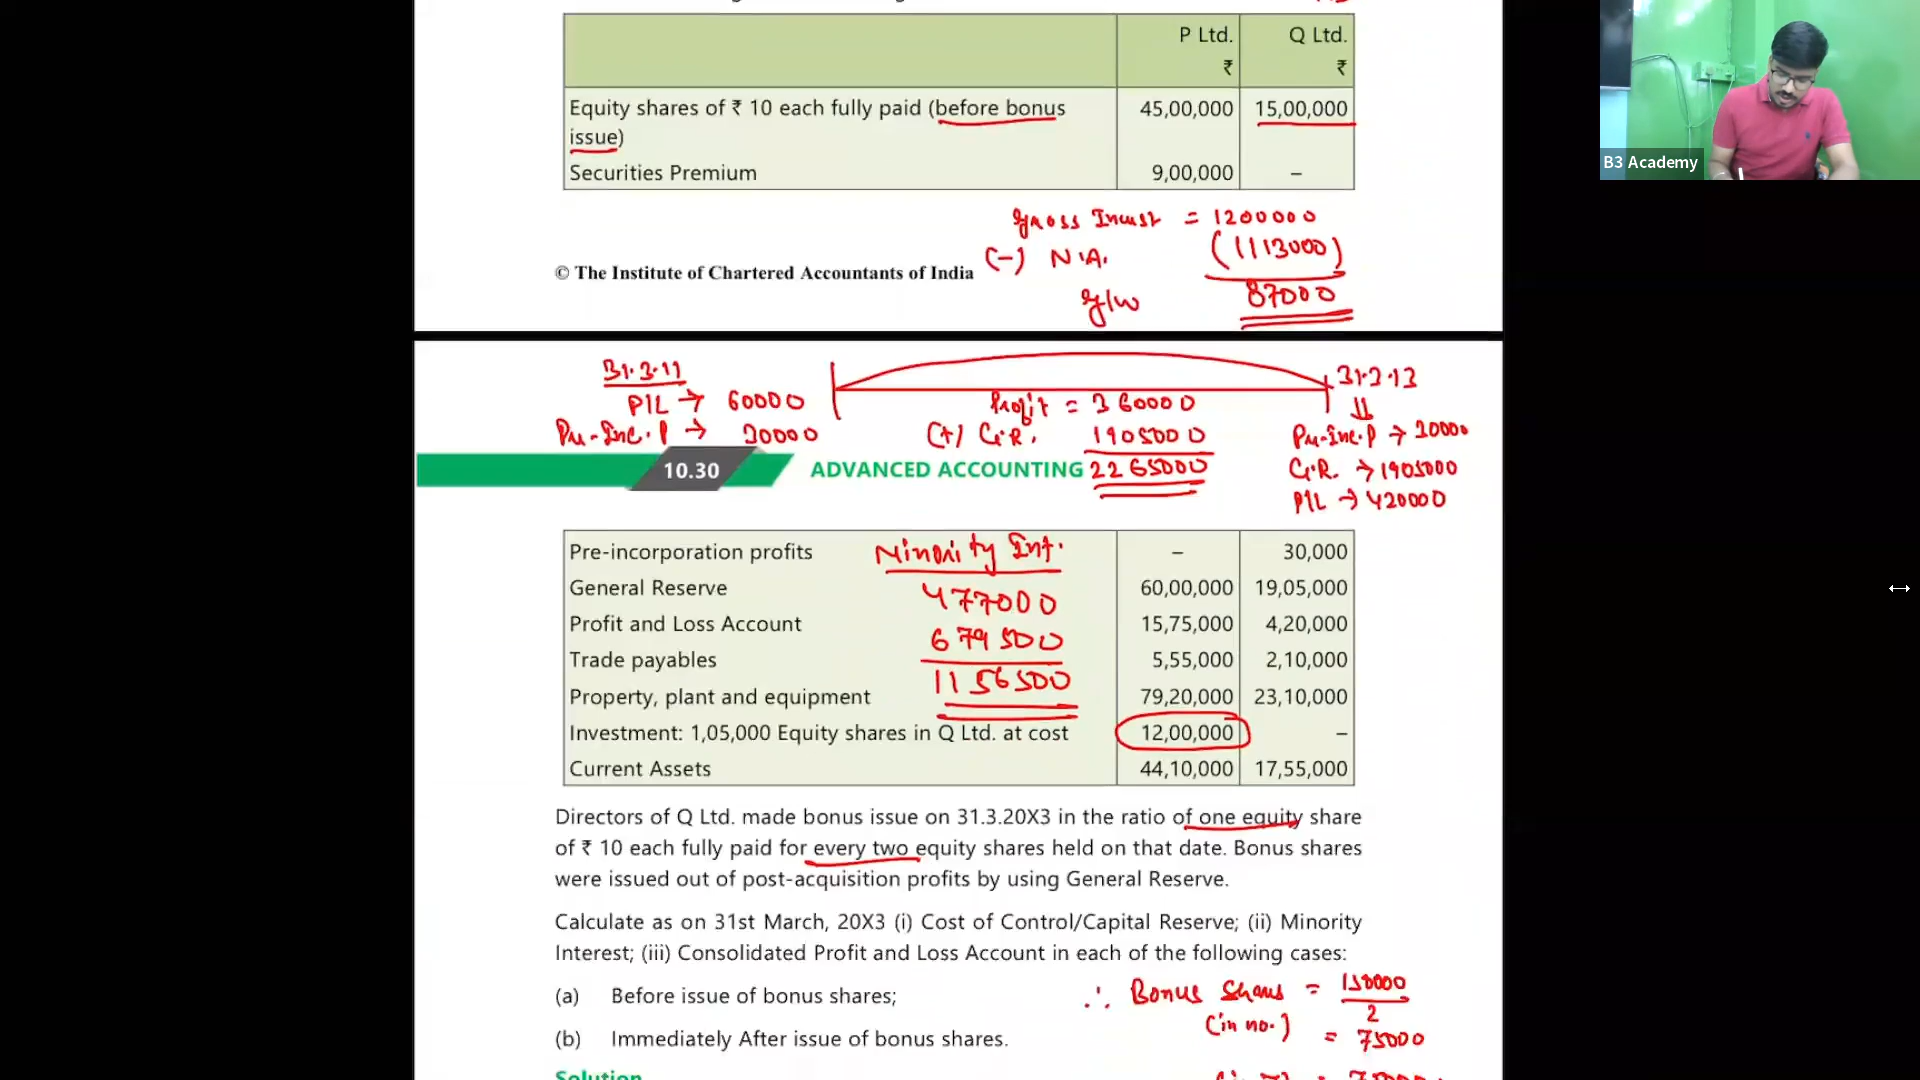 P Ltd. Q Ltd.
₹ ₹
Equity shares of ₹ 10 each fully paid (before bonus issue) 45,00,000 15,00,000
Securities Premium 9,00,000 –
Gross Invest = 1200000
(-) N.A. (1113000)
G/W 87000
© The Institute of Chartered Accountants of India
31.3.11
P/L → 60000
Pre-Inc.P → 30000
Profit = 360000
(+) G.R. 1905000
2265000
31.3.13
Pre-Inc.P → 30000
G.R. → 1905000
P/L → 420000
10.30 ADVANCED ACCOUNTING
Pre-incorporation profits – 30,000
General Reserve 60,00,000 19,05,000
Profit and Loss Account 15,75,000 4,20,000
Trade payables 5,55,000 2,10,000
Property, plant and equipment 79,20,000 23,10,000
Investment: 1,05,000 Equity shares in Q Ltd. at cost 12,00,000 –
Current Assets 44,10,000 17,55,000
Minority Int.
477000
679500
1156500
Directors of Q Ltd. made bonus issue on 31.3.20X3 in the ratio of one equity share
of ₹ 10 each fully paid for every two equity shares held on that date. Bonus shares
were issued out of post-acquisition profits by using General Reserve.
Calculate as on 31st March, 20X3 (i) Cost of Control/Capital Reserve; (ii) Minority
Interest; (iii) Consolidated Profit and Loss Account in each of the following cases:
(a) Before issue of bonus shares;
(b) Immediately After issue of bonus shares.
∴ Bonus Shares = 150000
2
(in no.) = 75000
Solution
B3 Academy